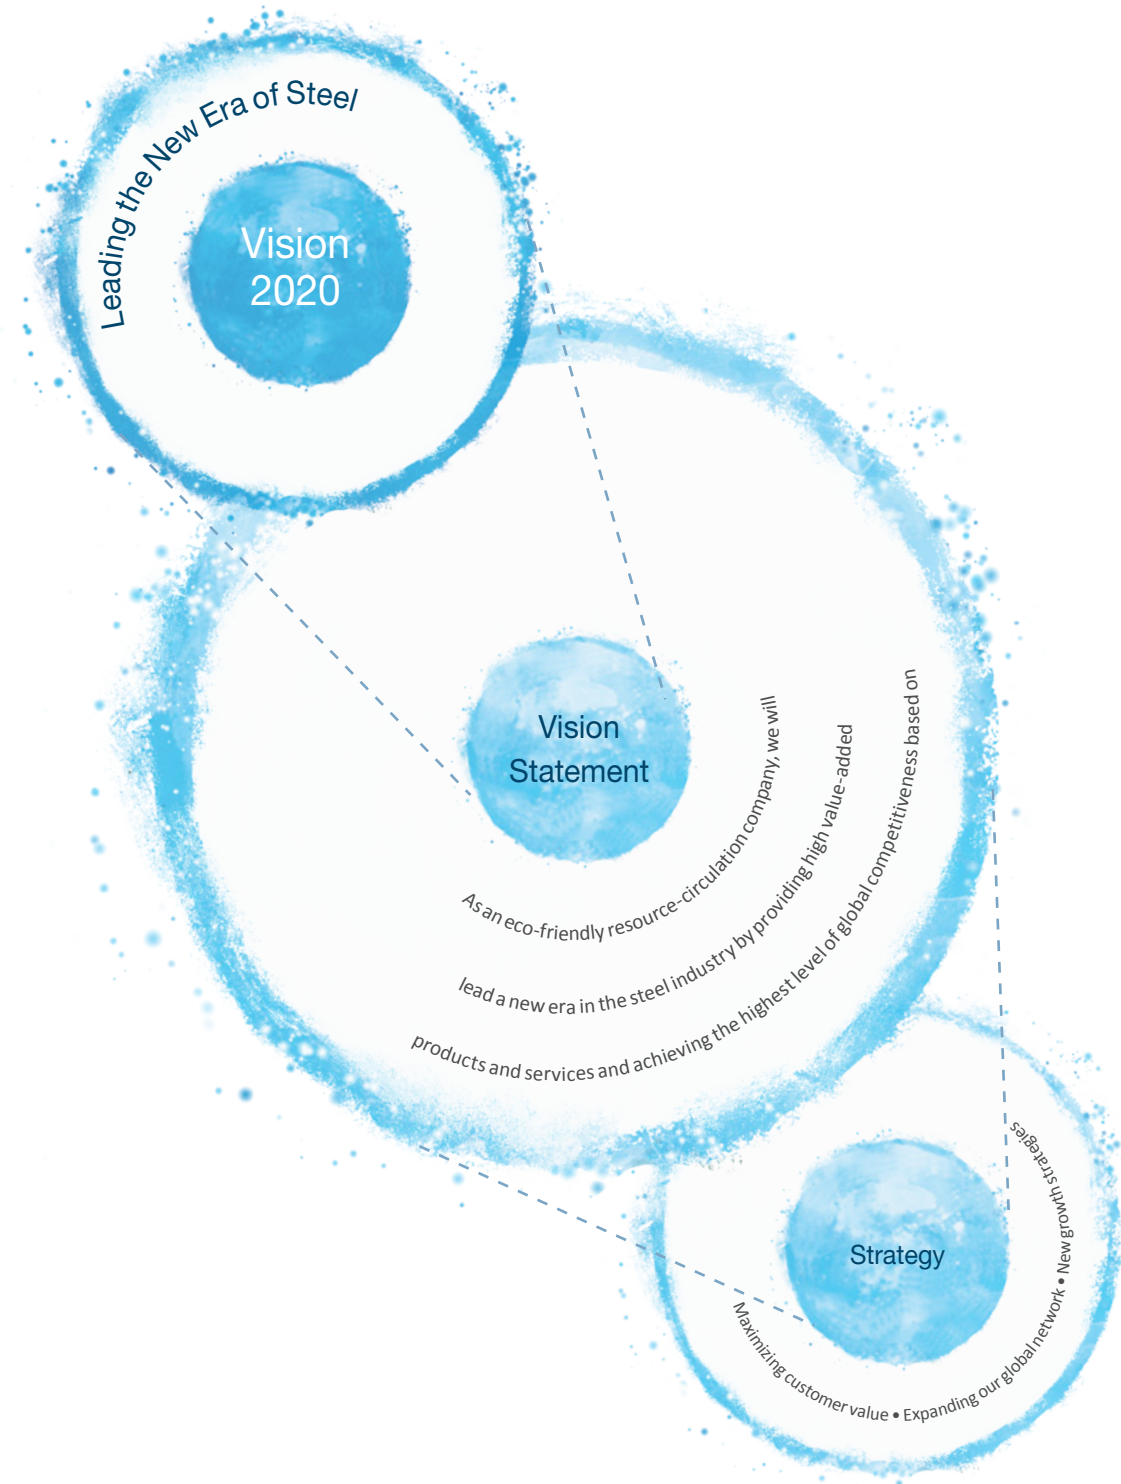 Leading the New Era of Steel
Vision
2020
Vision
Statement
As an eco-friendly resource-circulation company, we will
lead a new era in the steel industry by providing high value-added
products and services and achieving the highest level of global competitiveness based on
Strategy
Maximizing customer value • Expanding our global network • New growth strategies